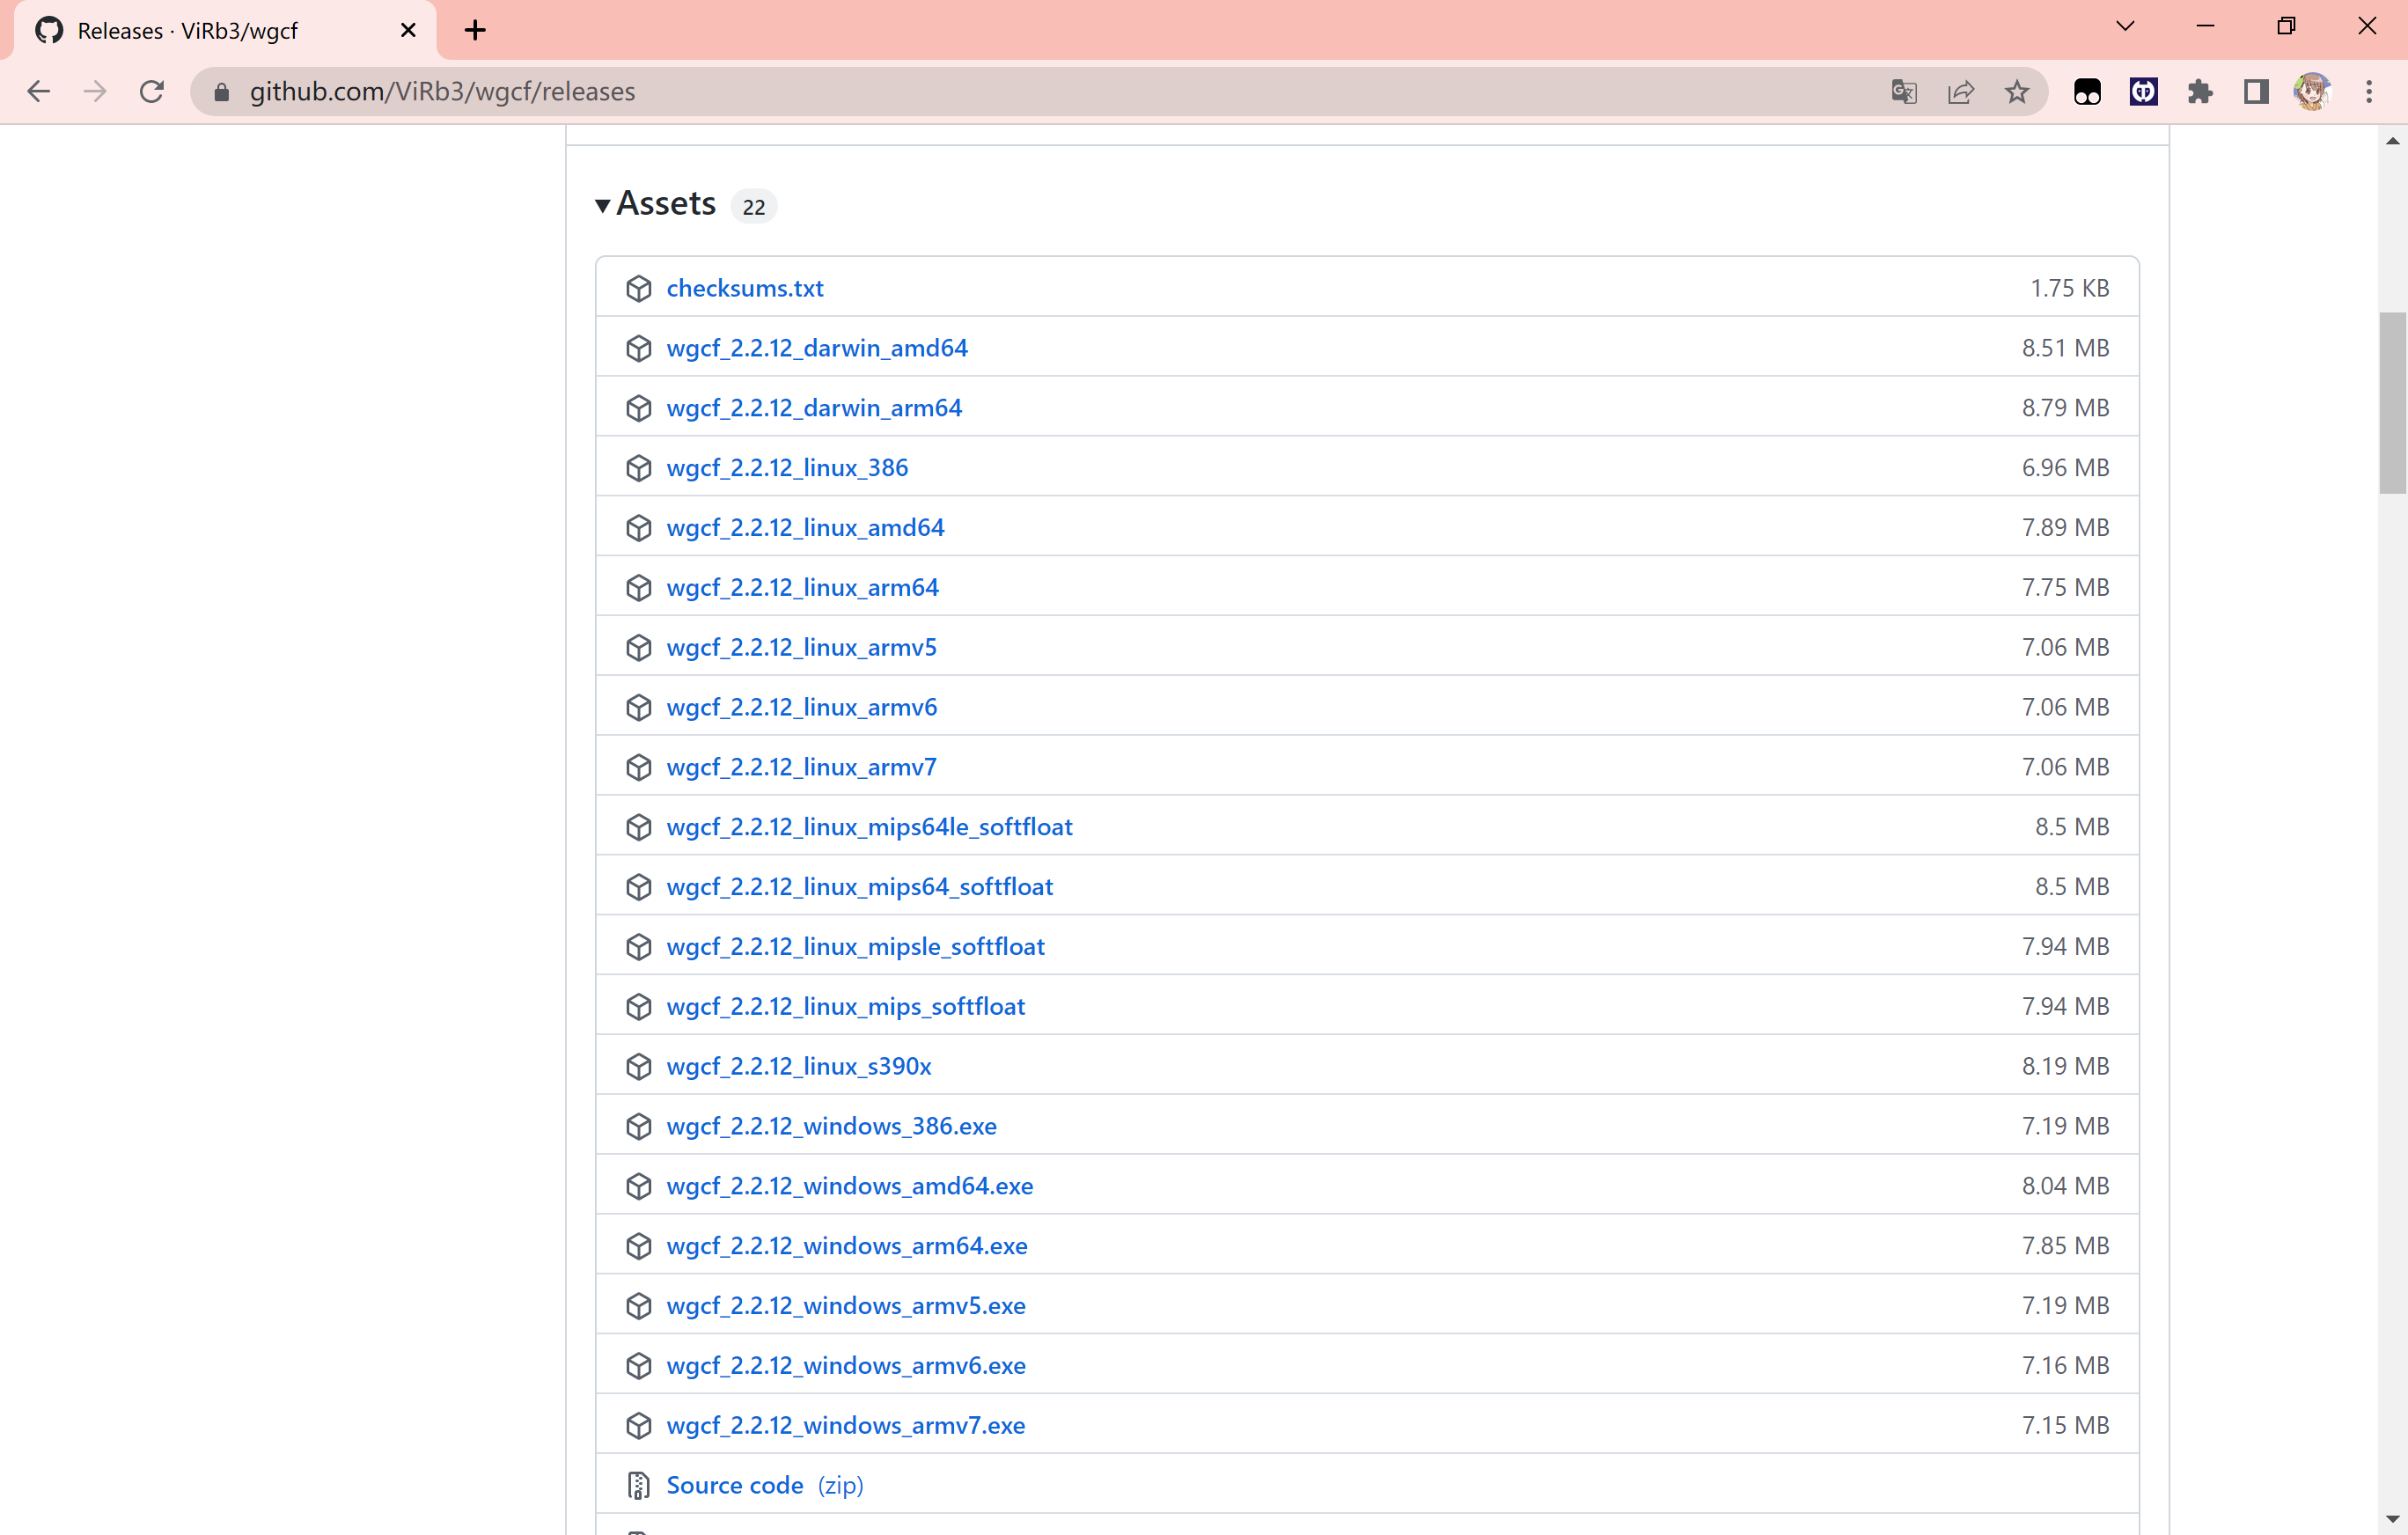 Releases · ViRb3/wgcf
github.com/ViRb3/wgcf/releases
Assets 22
checksums.txt 1.75 KB
wgcf_2.2.12_darwin_amd64 8.51 MB
wgcf_2.2.12_darwin_arm64 8.79 MB
wgcf_2.2.12_linux_386 6.96 MB
wgcf_2.2.12_linux_amd64 7.89 MB
wgcf_2.2.12_linux_arm64 7.75 MB
wgcf_2.2.12_linux_armv5 7.06 MB
wgcf_2.2.12_linux_armv6 7.06 MB
wgcf_2.2.12_linux_armv7 7.06 MB
wgcf_2.2.12_linux_mips64le_softfloat 8.5 MB
wgcf_2.2.12_linux_mips64_softfloat 8.5 MB
wgcf_2.2.12_linux_mipsle_softfloat 7.94 MB
wgcf_2.2.12_linux_mips_softfloat 7.94 MB
wgcf_2.2.12_linux_s390x 8.19 MB
wgcf_2.2.12_windows_386.exe 7.19 MB
wgcf_2.2.12_windows_amd64.exe 8.04 MB
wgcf_2.2.12_windows_arm64.exe 7.85 MB
wgcf_2.2.12_windows_armv5.exe 7.19 MB
wgcf_2.2.12_windows_armv6.exe 7.16 MB
wgcf_2.2.12_windows_armv7.exe 7.15 MB
Source code (zip)